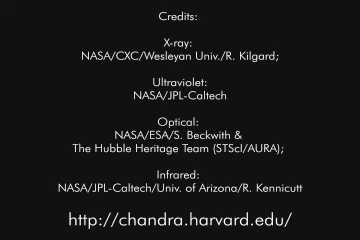 Credits:
X-ray:
NASA/CXC/Wesleyan Univ./R. Kilgard;
Ultraviolet:
NASA/JPL-Caltech
Optical:
NASA/ESA/S. Beckwith &
The Hubble Heritage Team (STScI/AURA);
Infrared:
NASA/JPL-Caltech/Univ. of Arizona/R. Kennicutt
http://chandra.harvard.edu/